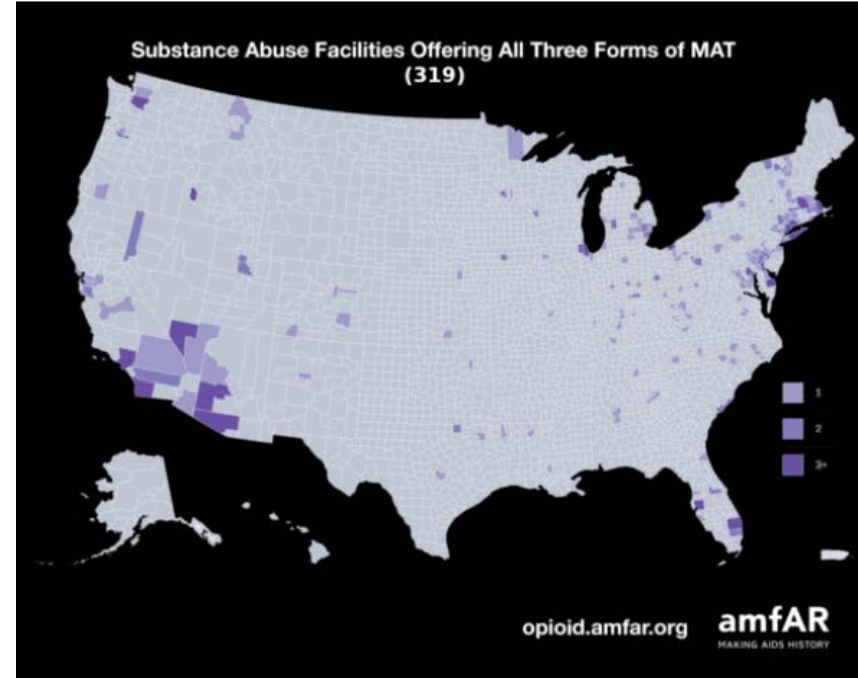 Substance Abuse Facilities Offering All Three Forms of MAT
(319)
1
2
3+
opioid.amfar.org
amfAR
MAKING AIDS HISTORY